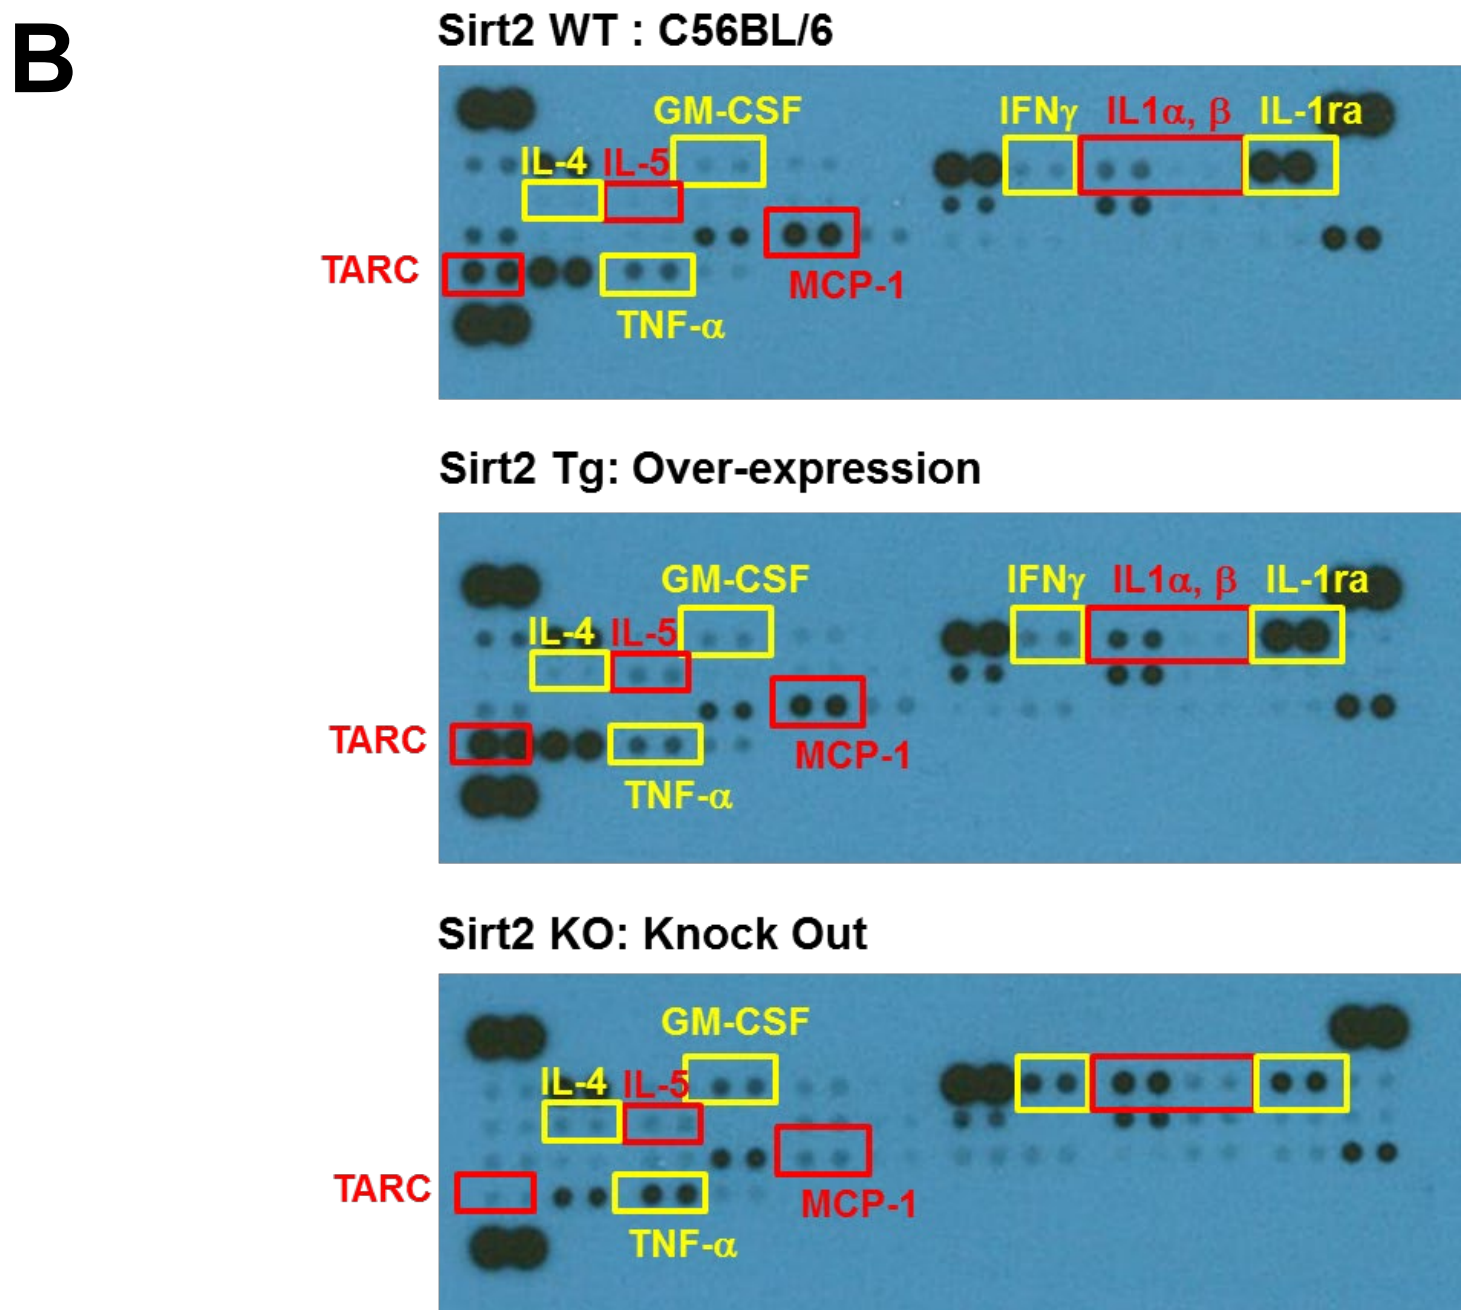 B
Sirt2 WT : C56BL/6
GM-CSF IFNγ IL1α, β IL-1ra
IL-4 IL-5
TARC MCP-1
TNF-α
Sirt2 Tg: Over-expression
GM-CSF IFNγ IL1α, β IL-1ra
IL-4 IL-5
TARC MCP-1
TNF-α
Sirt2 KO: Knock Out
GM-CSF
IL-4 IL-5
TARC MCP-1
TNF-α